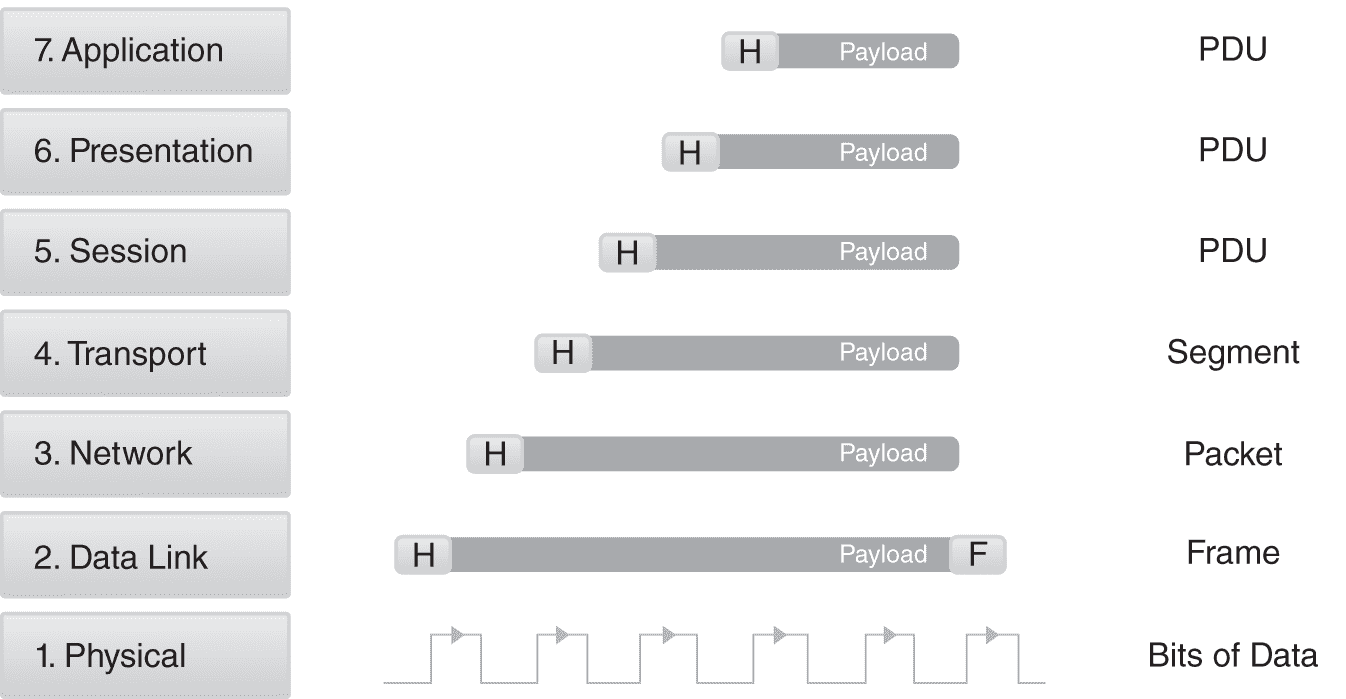 7. Application H Payload PDU
6. Presentation H Payload PDU
5. Session H Payload PDU
4. Transport H Payload Segment
3. Network H Payload Packet
2. Data Link H Payload F Frame
1. Physical Bits of Data